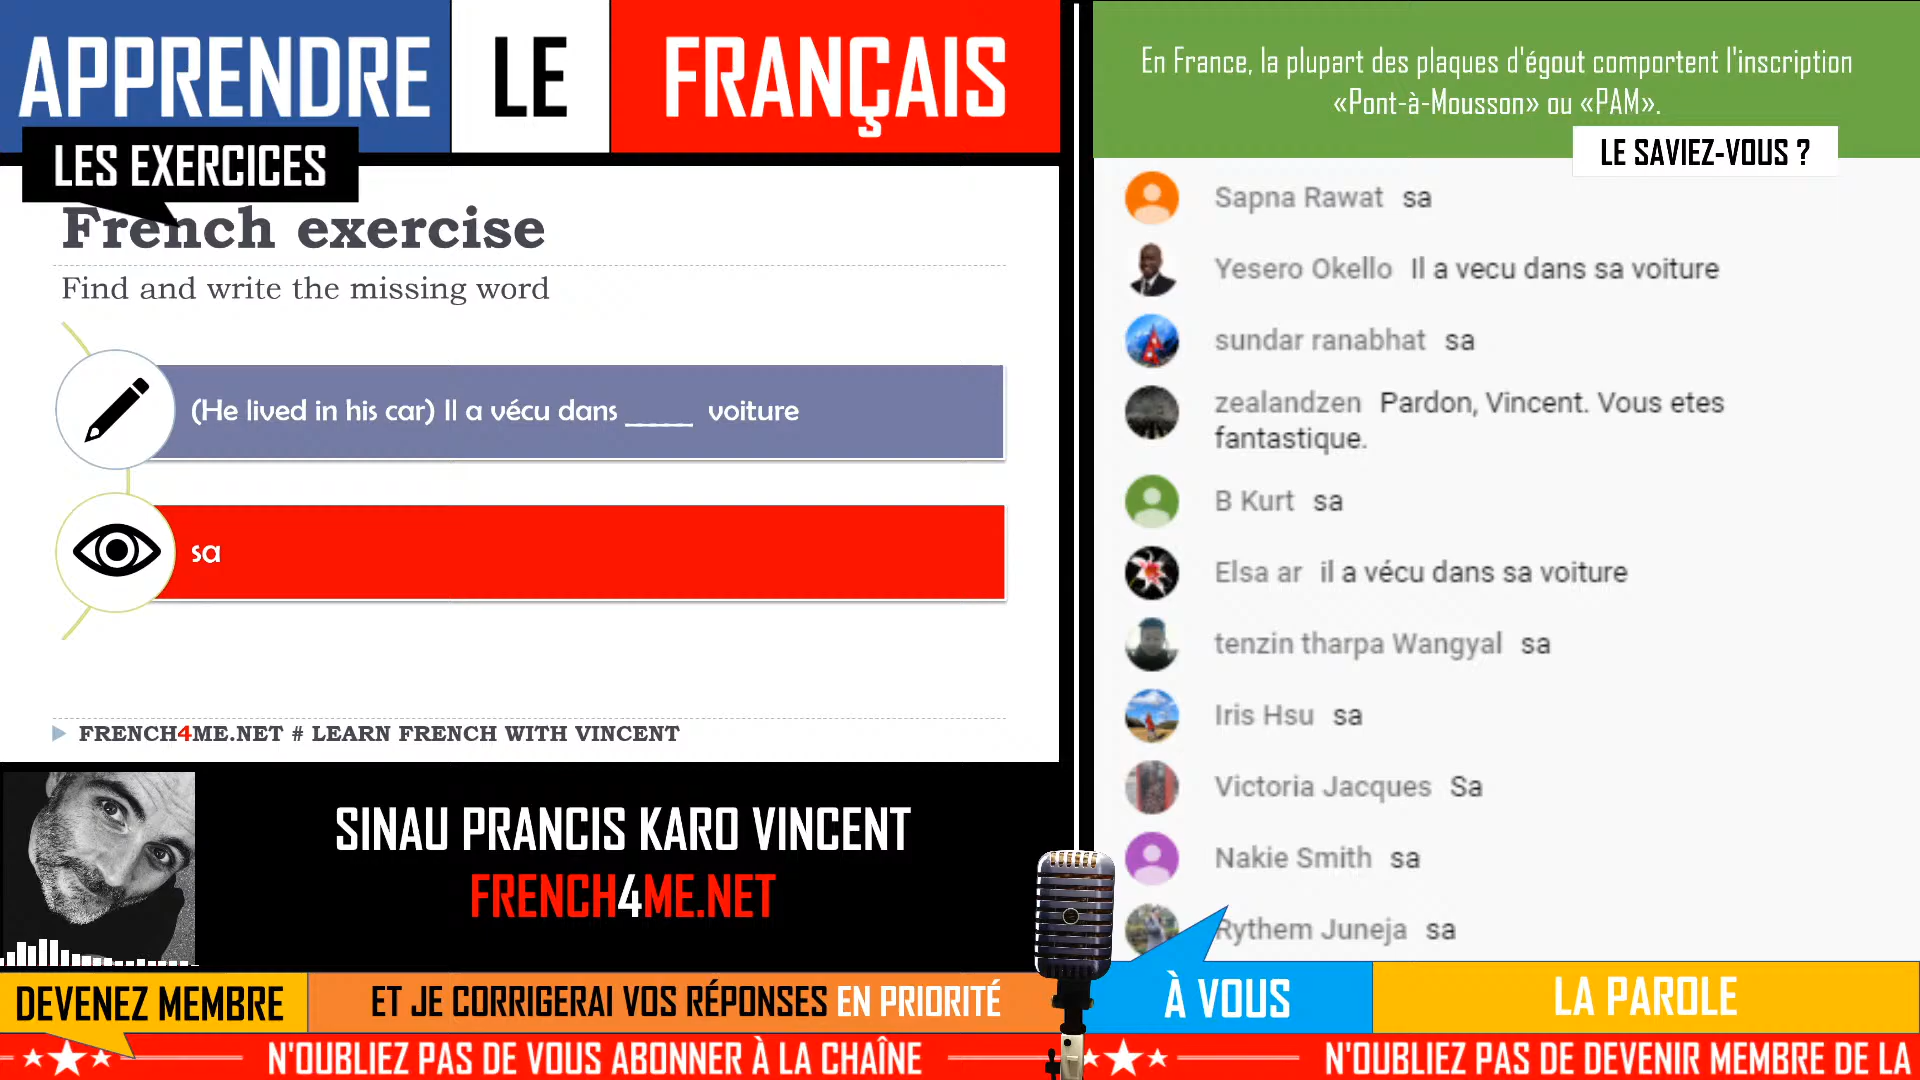 APPRENDRE LE FRANÇAIS
LES EXERCICES
French exercise
Find and write the missing word
(He lived in his car) Il a vécu dans _____ voiture
sa
FRENCH4ME.NET # LEARN FRENCH WITH VINCENT
SINAU PRANCIS KARO VINCENT
FRENCH4ME.NET
DEVENEZ MEMBRE
ET JE CORRIGERAI VOS RÉPONSES EN PRIORITÉ
En France, la plupart des plaques d'égout comportent l'inscription
«Pont-à-Mousson» ou «PAM».
LE SAVIEZ-VOUS ?
Sapna Rawat sa
Yesero Okello Il a vecu dans sa voiture
sundar ranabhat sa
zealandzen Pardon, Vincent. Vous etes
fantastique.
B Kurt sa
Elsa ar il a vécu dans sa voiture
tenzin tharpa Wangyal sa
Iris Hsu sa
Victoria Jacques Sa
Nakie Smith sa
Rythem Juneja sa
À VOUS
LA PAROLE
N'OUBLIEZ PAS DE VOUS ABONNER À LA CHAÎNE
N'OUBLIEZ PAS DE DEVENIR MEMBRE DE LA